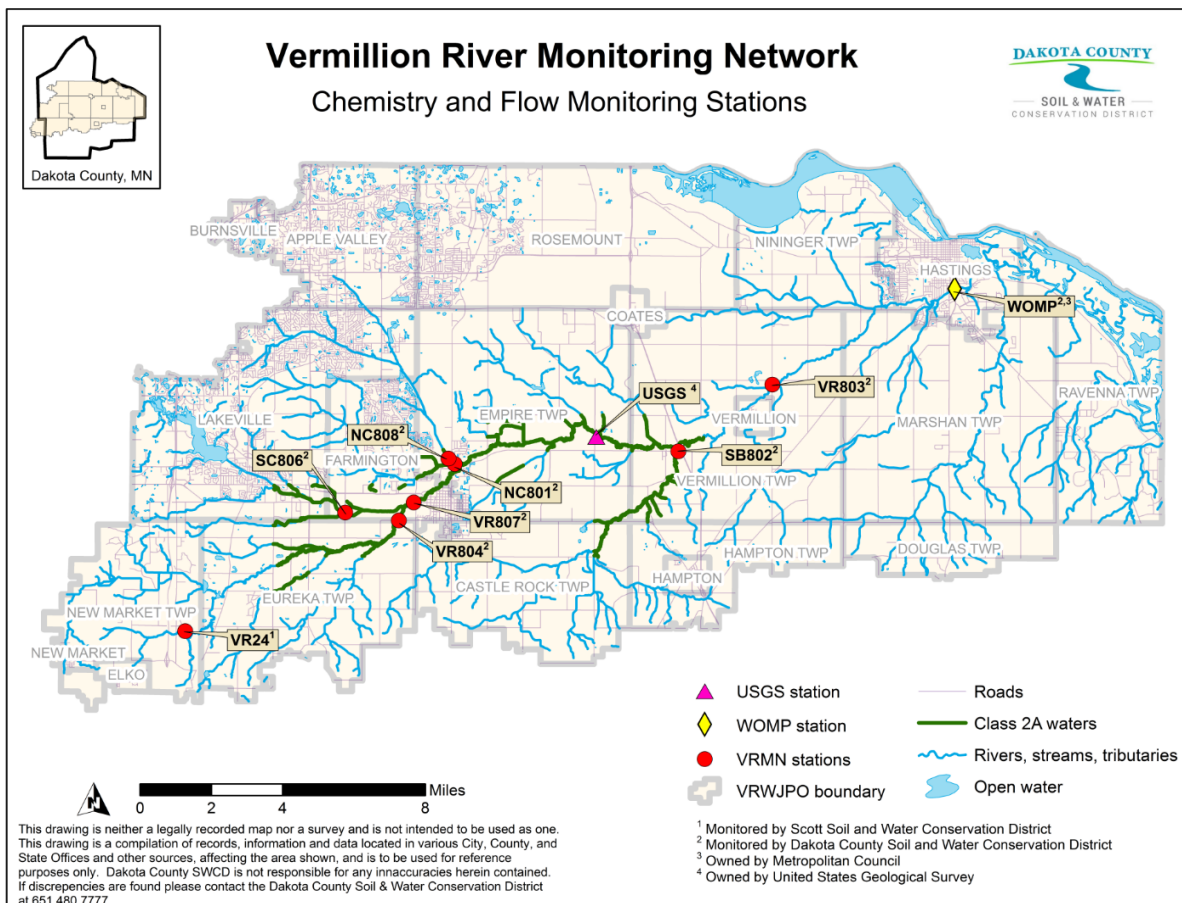 Vermillion River Monitoring Network
Chemistry and Flow Monitoring Stations
Dakota County, MN
DAKOTA COUNTY
SOIL & WATER
CONSERVATION DISTRICT
BURNSVILLE
APPLE VALLEY
ROSEMOUNT
NININGER TWP
HASTINGS
WOMP2,3
COATES
USGS 4
VR8032
RAVENNA TWP
LAKEVILLE
EMPIRE TWP
VERMILLION
MARSHAN TWP
NC8082
SC8062
FARMINGTON
SB8022
NC8012
VERMILLION TWP
VR8072
VR8042
HAMPTON TWP
DOUGLAS TWP
CASTLE ROCK TWP
HAMPTON
EUREKA TWP
NEW MARKET TWP
VR241
NEW MARKET
ELKO
USGS station
WOMP station
VRMN stations
VRWJPO boundary
Roads
Class 2A waters
Rivers, streams, tributaries
Open water
N
Miles
0 2 4 8
This drawing is neither a legally recorded map nor a survey and is not intended to be used as one.
This drawing is a compilation of records, information and data located in various City, County, and
State Offices and other sources, affecting the area shown, and is to be used for reference
purposes only. Dakota County SWCD is not responsible for any innaccuracies herein contained.
If discrepencies are found please contact the Dakota County Soil & Water Conservation District
at 651.480.7777
1 Monitored by Scott Soil and Water Conservation District
2 Monitored by Dakota County Soil and Water Conservation District
3 Owned by Metropolitan Council
4 Owned by United States Geological Survey